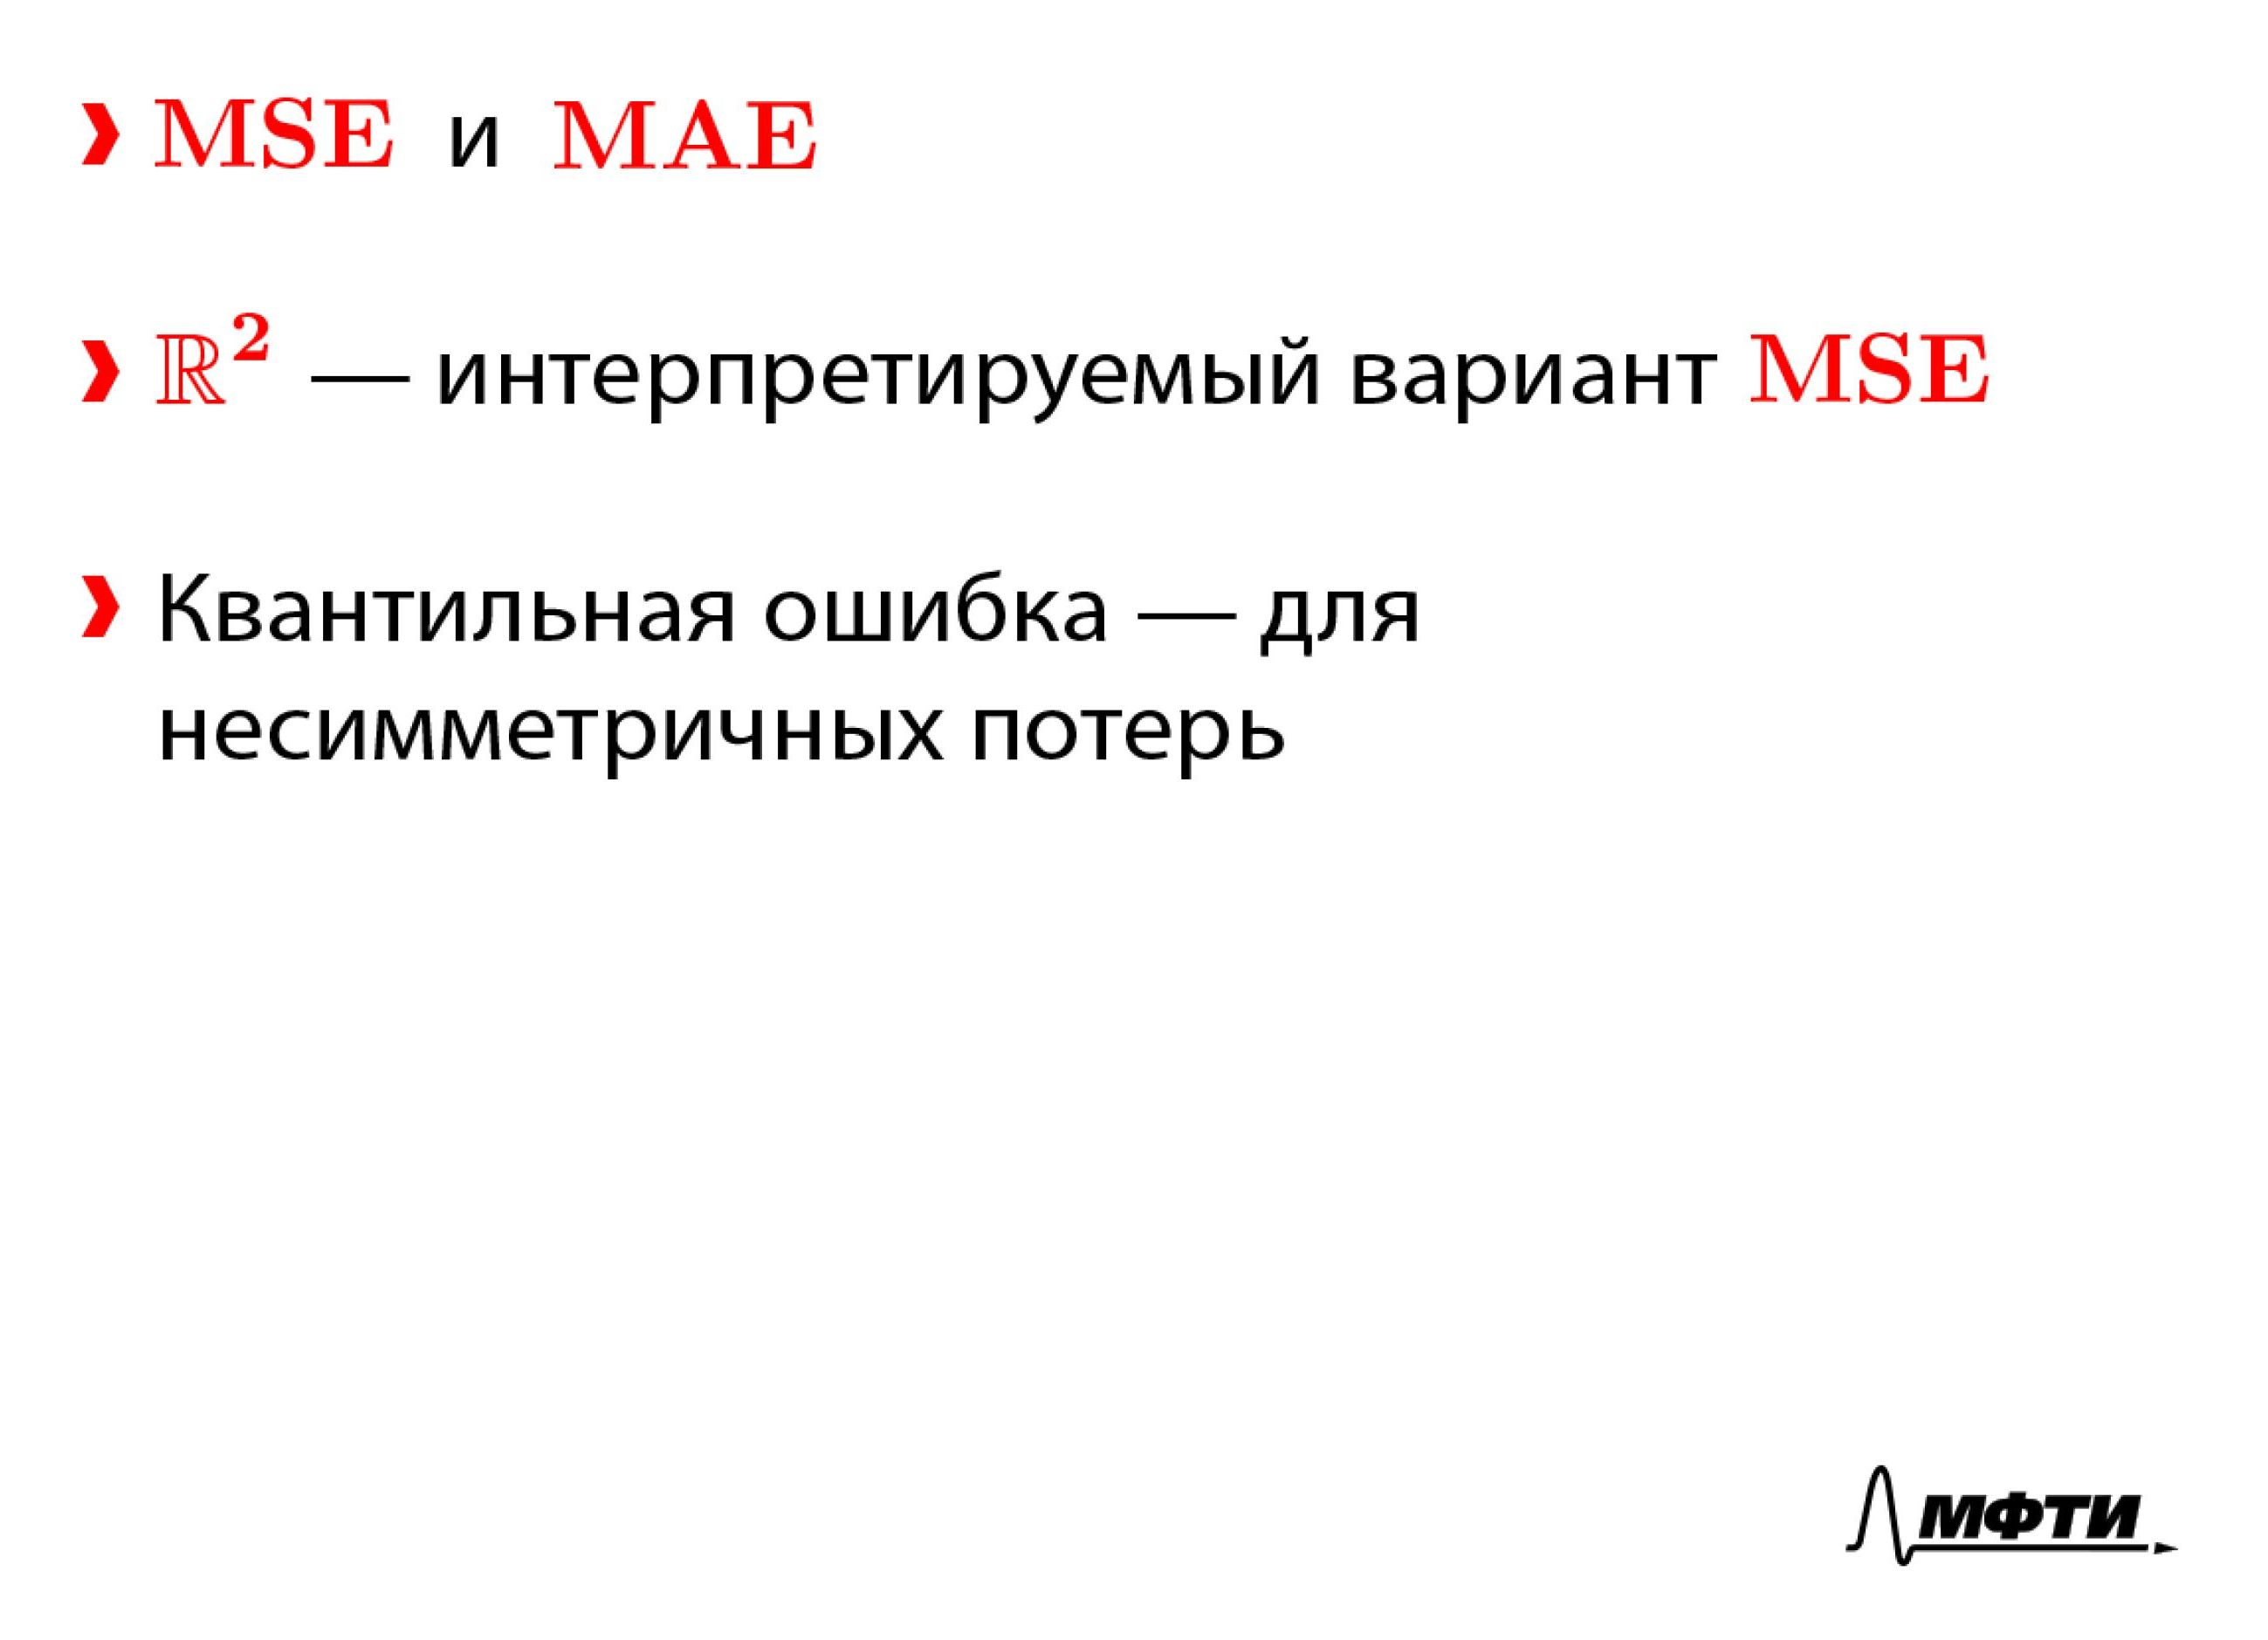 ❯ MSE и MAE
❯ ℝ² — интерпретируемый вариант MSE
❯ Квантильная ошибка — для
несимметричных потерь
МФТИ